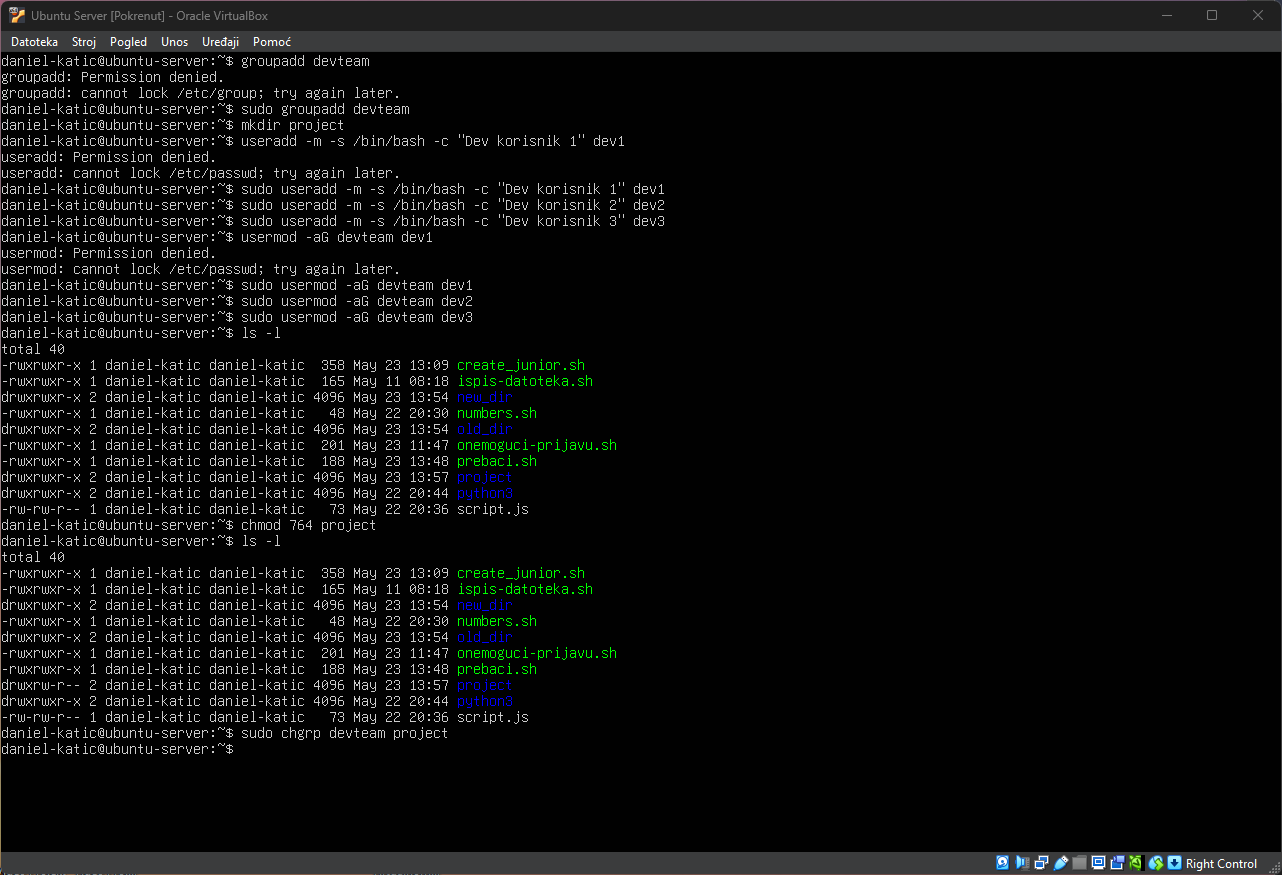 Ubuntu Server [Pokrenut] - Oracle VirtualBox
Datoteka Stroj Pogled Unos Uređaji Pomoć
daniel-katic@ubuntu-server:~$ groupadd devteam
groupadd: Permission denied.
groupadd: cannot lock /etc/group; try again later.
daniel-katic@ubuntu-server:~$ sudo groupadd devteam
daniel-katic@ubuntu-server:~$ mkdir project
daniel-katic@ubuntu-server:~$ useradd -m -s /bin/bash -c "Dev korisnik 1" dev1
useradd: Permission denied.
useradd: cannot lock /etc/passwd; try again later.
daniel-katic@ubuntu-server:~$ sudo useradd -m -s /bin/bash -c "Dev korisnik 1" dev1
daniel-katic@ubuntu-server:~$ sudo useradd -m -s /bin/bash -c "Dev korisnik 2" dev2
daniel-katic@ubuntu-server:~$ sudo useradd -m -s /bin/bash -c "Dev korisnik 3" dev3
daniel-katic@ubuntu-server:~$ usermod -aG devteam dev1
usermod: Permission denied.
usermod: cannot lock /etc/passwd; try again later.
daniel-katic@ubuntu-server:~$ sudo usermod -aG devteam dev1
daniel-katic@ubuntu-server:~$ sudo usermod -aG devteam dev2
daniel-katic@ubuntu-server:~$ sudo usermod -aG devteam dev3
daniel-katic@ubuntu-server:~$ ls -l
total 40
-rwxrwxr-x 1 daniel-katic daniel-katic  358 May 23 13:09 create_junior.sh
-rwxrwxr-x 1 daniel-katic daniel-katic  165 May 11 08:18 ispis-datoteka.sh
drwxrwxr-x 2 daniel-katic daniel-katic 4096 May 23 13:54 new_dir
-rwxrwxr-x 1 daniel-katic daniel-katic   48 May 22 20:30 numbers.sh
drwxrwxr-x 2 daniel-katic daniel-katic 4096 May 23 13:54 old_dir
-rwxrwxr-x 1 daniel-katic daniel-katic  201 May 23 11:47 onemoguci-prijavu.sh
-rwxrwxr-x 1 daniel-katic daniel-katic  188 May 23 13:48 prebaci.sh
drwxrwxr-x 2 daniel-katic daniel-katic 4096 May 23 13:57 project
drwxrwxr-x 2 daniel-katic daniel-katic 4096 May 22 20:44 python3
-rw-rw-r-- 1 daniel-katic daniel-katic   73 May 22 20:36 script.js
daniel-katic@ubuntu-server:~$ chmod 764 project
daniel-katic@ubuntu-server:~$ ls -l
total 40
-rwxrwxr-x 1 daniel-katic daniel-katic  358 May 23 13:09 create_junior.sh
-rwxrwxr-x 1 daniel-katic daniel-katic  165 May 11 08:18 ispis-datoteka.sh
drwxrwxr-x 2 daniel-katic daniel-katic 4096 May 23 13:54 new_dir
-rwxrwxr-x 1 daniel-katic daniel-katic   48 May 22 20:30 numbers.sh
drwxrwxr-x 2 daniel-katic daniel-katic 4096 May 23 13:54 old_dir
-rwxrwxr-x 1 daniel-katic daniel-katic  201 May 23 11:47 onemoguci-prijavu.sh
-rwxrwxr-x 1 daniel-katic daniel-katic  188 May 23 13:48 prebaci.sh
drwxrw-r-- 2 daniel-katic daniel-katic 4096 May 23 13:57 project
drwxrwxr-x 2 daniel-katic daniel-katic 4096 May 22 20:44 python3
-rw-rw-r-- 1 daniel-katic daniel-katic   73 May 22 20:36 script.js
daniel-katic@ubuntu-server:~$ sudo chgrp devteam project
daniel-katic@ubuntu-server:~$
Right Control